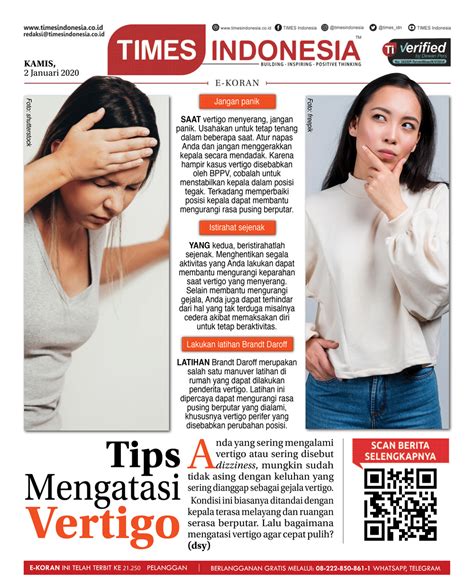 www.timesindonesia.co.id
redaksi@timesindonesia.co.id
www.timesindonesia.co.id
TIMES Indonesia
@timesindonesia
@times_idn
TIMES Indonesia
KAMIS,
2 Januari 2020
TIMES INDONESIA™
BUILDING · INSPIRING · POSITIVE THINKING
Ti verified
by Dewan Pers
E-KORAN
Foto: shutterstock
Foto: freepik
Jangan panik
SAAT vertigo menyerang, jangan
panik. Usahakan untuk tetap tenang
dalam beberapa saat. Atur napas
Anda dan jangan menggerakkan
kepala secara mendadak. Karena
hampir kasus vertigo disebabkan
oleh BPPV, cobalah untuk
menstabilkan kepala dalam posisi
tegak. Terkadang memperbaiki
posisi kepala dapat membantu
mengurangi rasa pusing berputar.
Istirahat sejenak
YANG kedua, beristirahatlah
sejenak. Menghentikan segala
aktivitas yang Anda lakukan dapat
membantu mengurangi keparahan
saat vertigo yang menyerang.
Selain membantu mengurangi
gejala, Anda juga dapat terhindar
dari hal yang tak terduga misalnya
cedera akibat memaksakan diri
untuk tetap beraktivitas.
Lakukan latihan Brandt Daroff
LATIHAN Brandt Daroff merupakan
salah satu manuver latihan di
rumah yang dapat dilakukan
penderita vertigo. Latihan ini
dipercaya dapat mengurangi rasa
pusing berputar yang dialami,
khususnya vertigo perifer yang
disebabkan perubahan posisi.
Tips
Mengatasi
Vertigo
Anda yang sering mengalami
vertigo atau sering disebut
dizziness, mungkin sudah
tidak asing dengan keluhan yang
sering dianggap sebagai gejala vertigo.
Kondisi ini biasanya ditandai dengan
kepala terasa melayang dan ruangan
serasa berputar. Lalu bagaimana
mengatasi vertigo agar cepat pulih?
(dsy)
SCAN BERITA
SELENGKAPNYA
E-KORAN INI TELAH TERBIT KE 21.250 PELANGGAN
BERLANGGANAN GRATIS MELALUI: 08-222-850-861-1 WHATSAPP, TELEGRAM